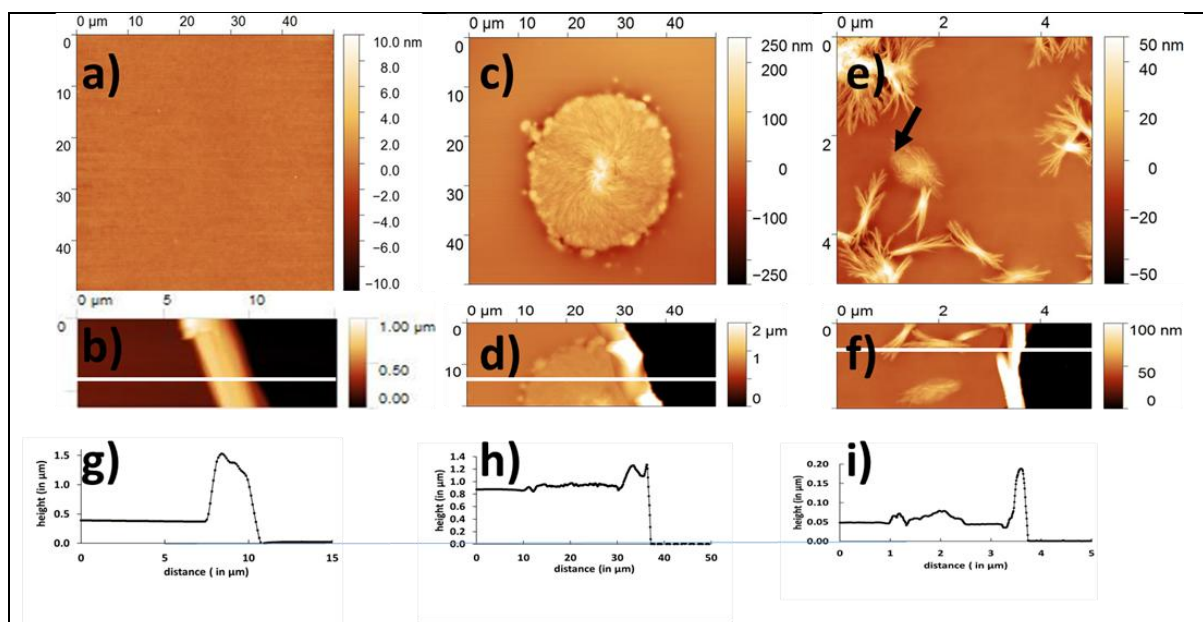 0 µm 20 40
0
10
20
30
40
a)
10.0 nm
8.0
6.0
4.0
2.0
0.0
−2.0
−4.0
−6.0
−10.0
0 µm 10 20 30 40
0
10
20
30
40
c)
250 nm
200
100
0
−100
−250
0 µm 2 4
0
2
4
e)
50 nm
40
20
0
−20
−50
0 µm 5 10
0
b)
1.00 µm
0.50
0.00
0 µm 10 20 30 40
0
10
d)
2 µm
1
0
0 µm 2 4
0
f)
100 nm
50
0
g)
height (in µm)
1.5
1.0
0.5
0.0
0 5 10 15
distance ( in µm)
h)
height (in µm)
1.4
1.2
1.0
0.8
0.6
0.4
0.2
0.0
0 10 20 30 40 50
distance (in µm)
i)
height (in µm)
0.20
0.15
0.10
0.05
0.00
0 1 2 3 4 5
distance ( in µm)